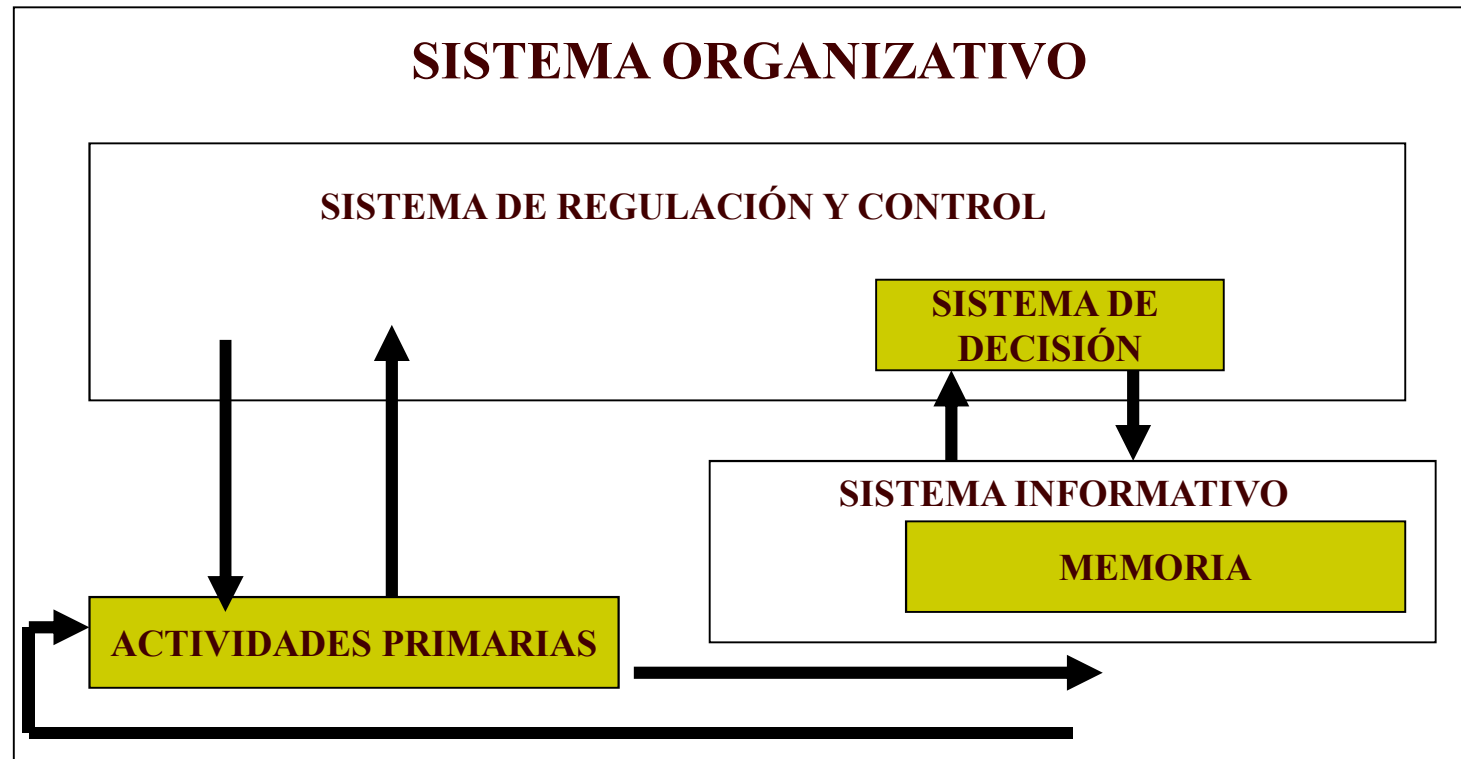 SISTEMA ORGANIZATIVO
SISTEMA DE REGULACIÓN Y CONTROL
SISTEMA DE
DECISIÓN
SISTEMA INFORMATIVO
MEMORIA
ACTIVIDADES PRIMARIAS